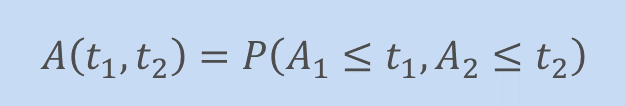 A(t₁, t₂) = P(A₁ ≤ t₁, A₂ ≤ t₂)